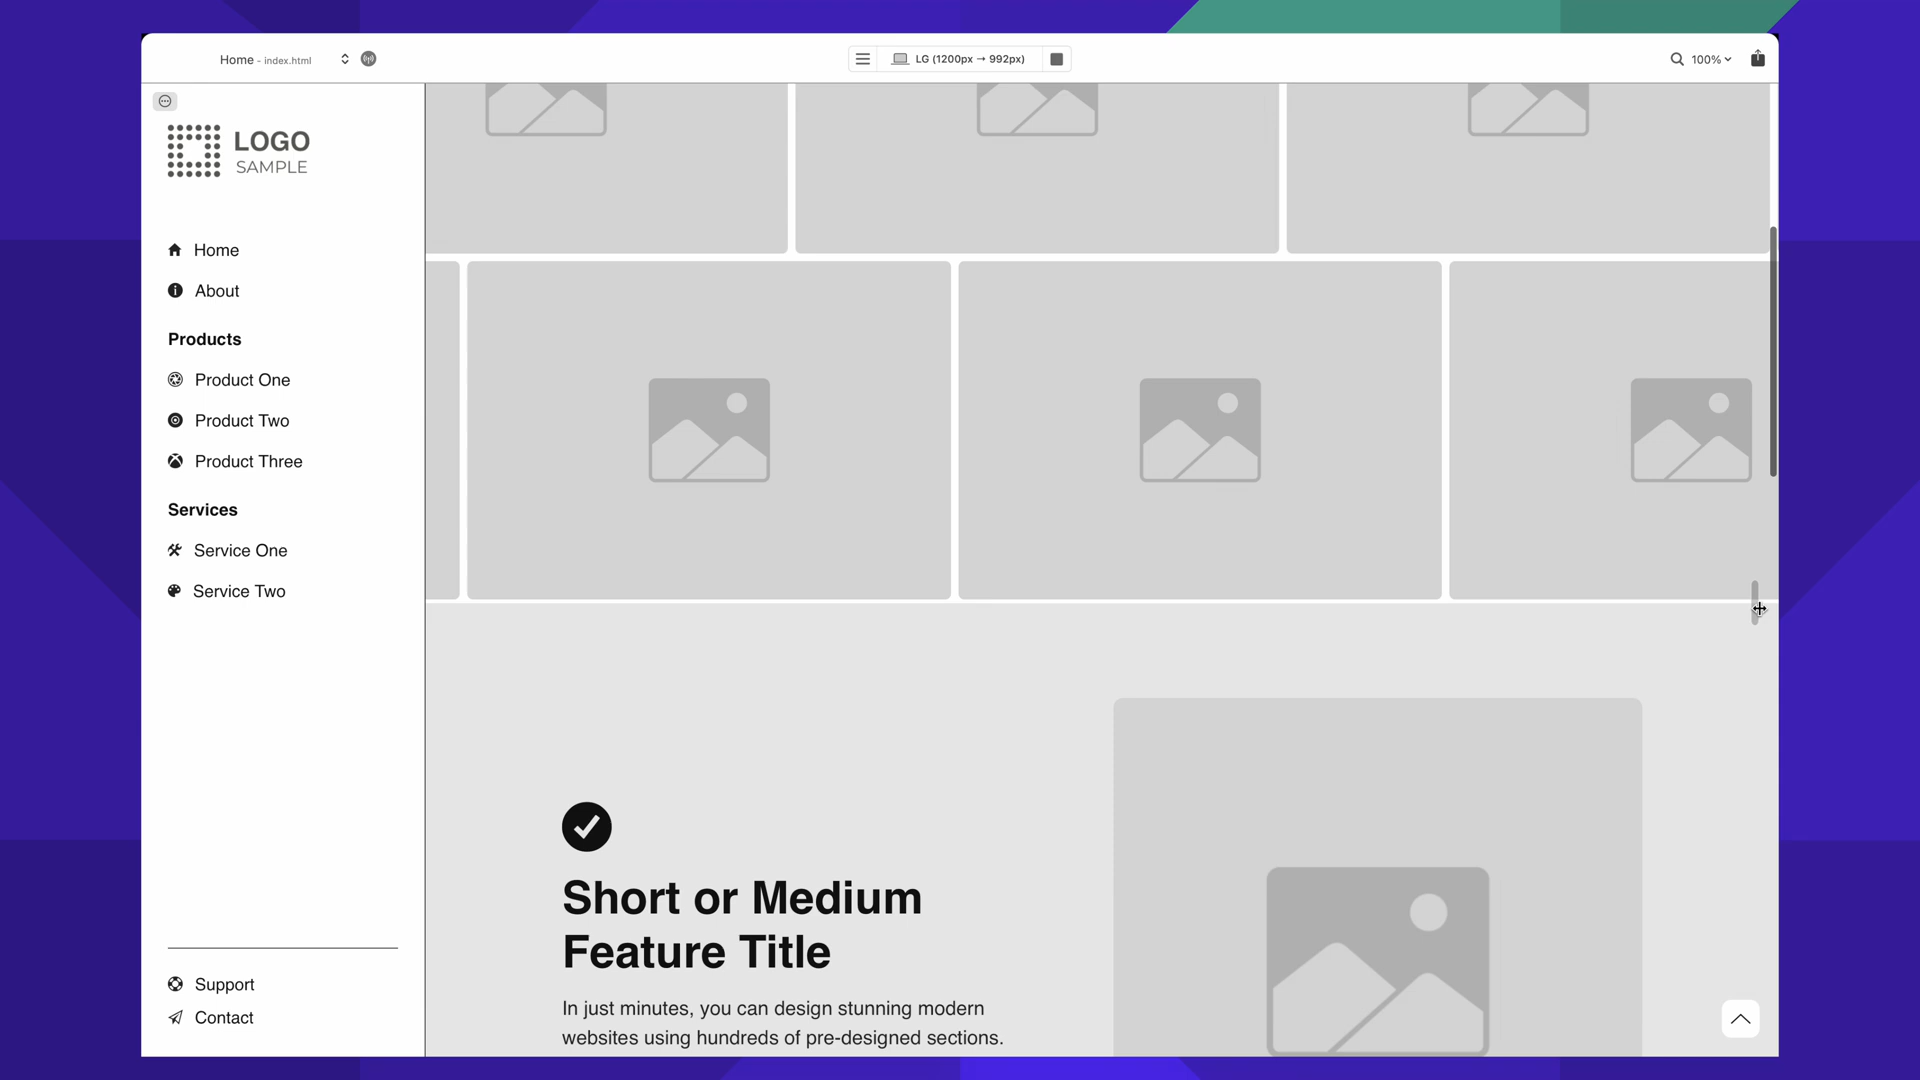 Home - index.html
LG (1200px → 992px)
100%
LOGO
SAMPLE
Home
About
Products
Product One
Product Two
Product Three
Services
Service One
Service Two
Support
Contact
Short or Medium
Feature Title
In just minutes, you can design stunning modern
websites using hundreds of pre-designed sections.